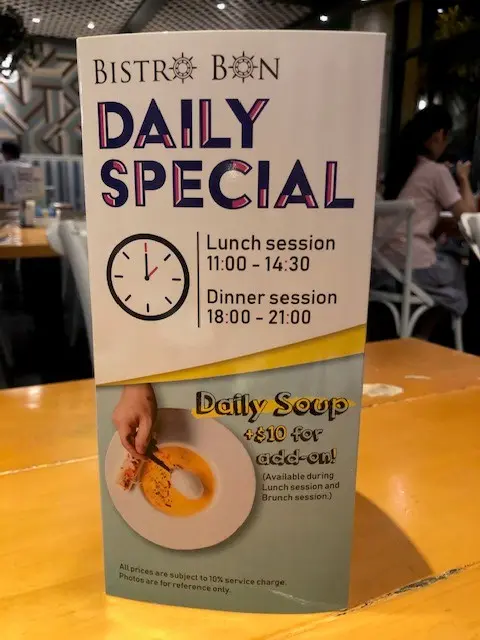 BISTRO BON
DAILY
SPECIAL
Lunch session
11:00 - 14:30
Dinner session
18:00 - 21:00
Daily Soup
+$10 for
add-on!
(Available during
Lunch session and
Brunch session.)
All prices are subject to 10% service charge.
Photos are for reference only.